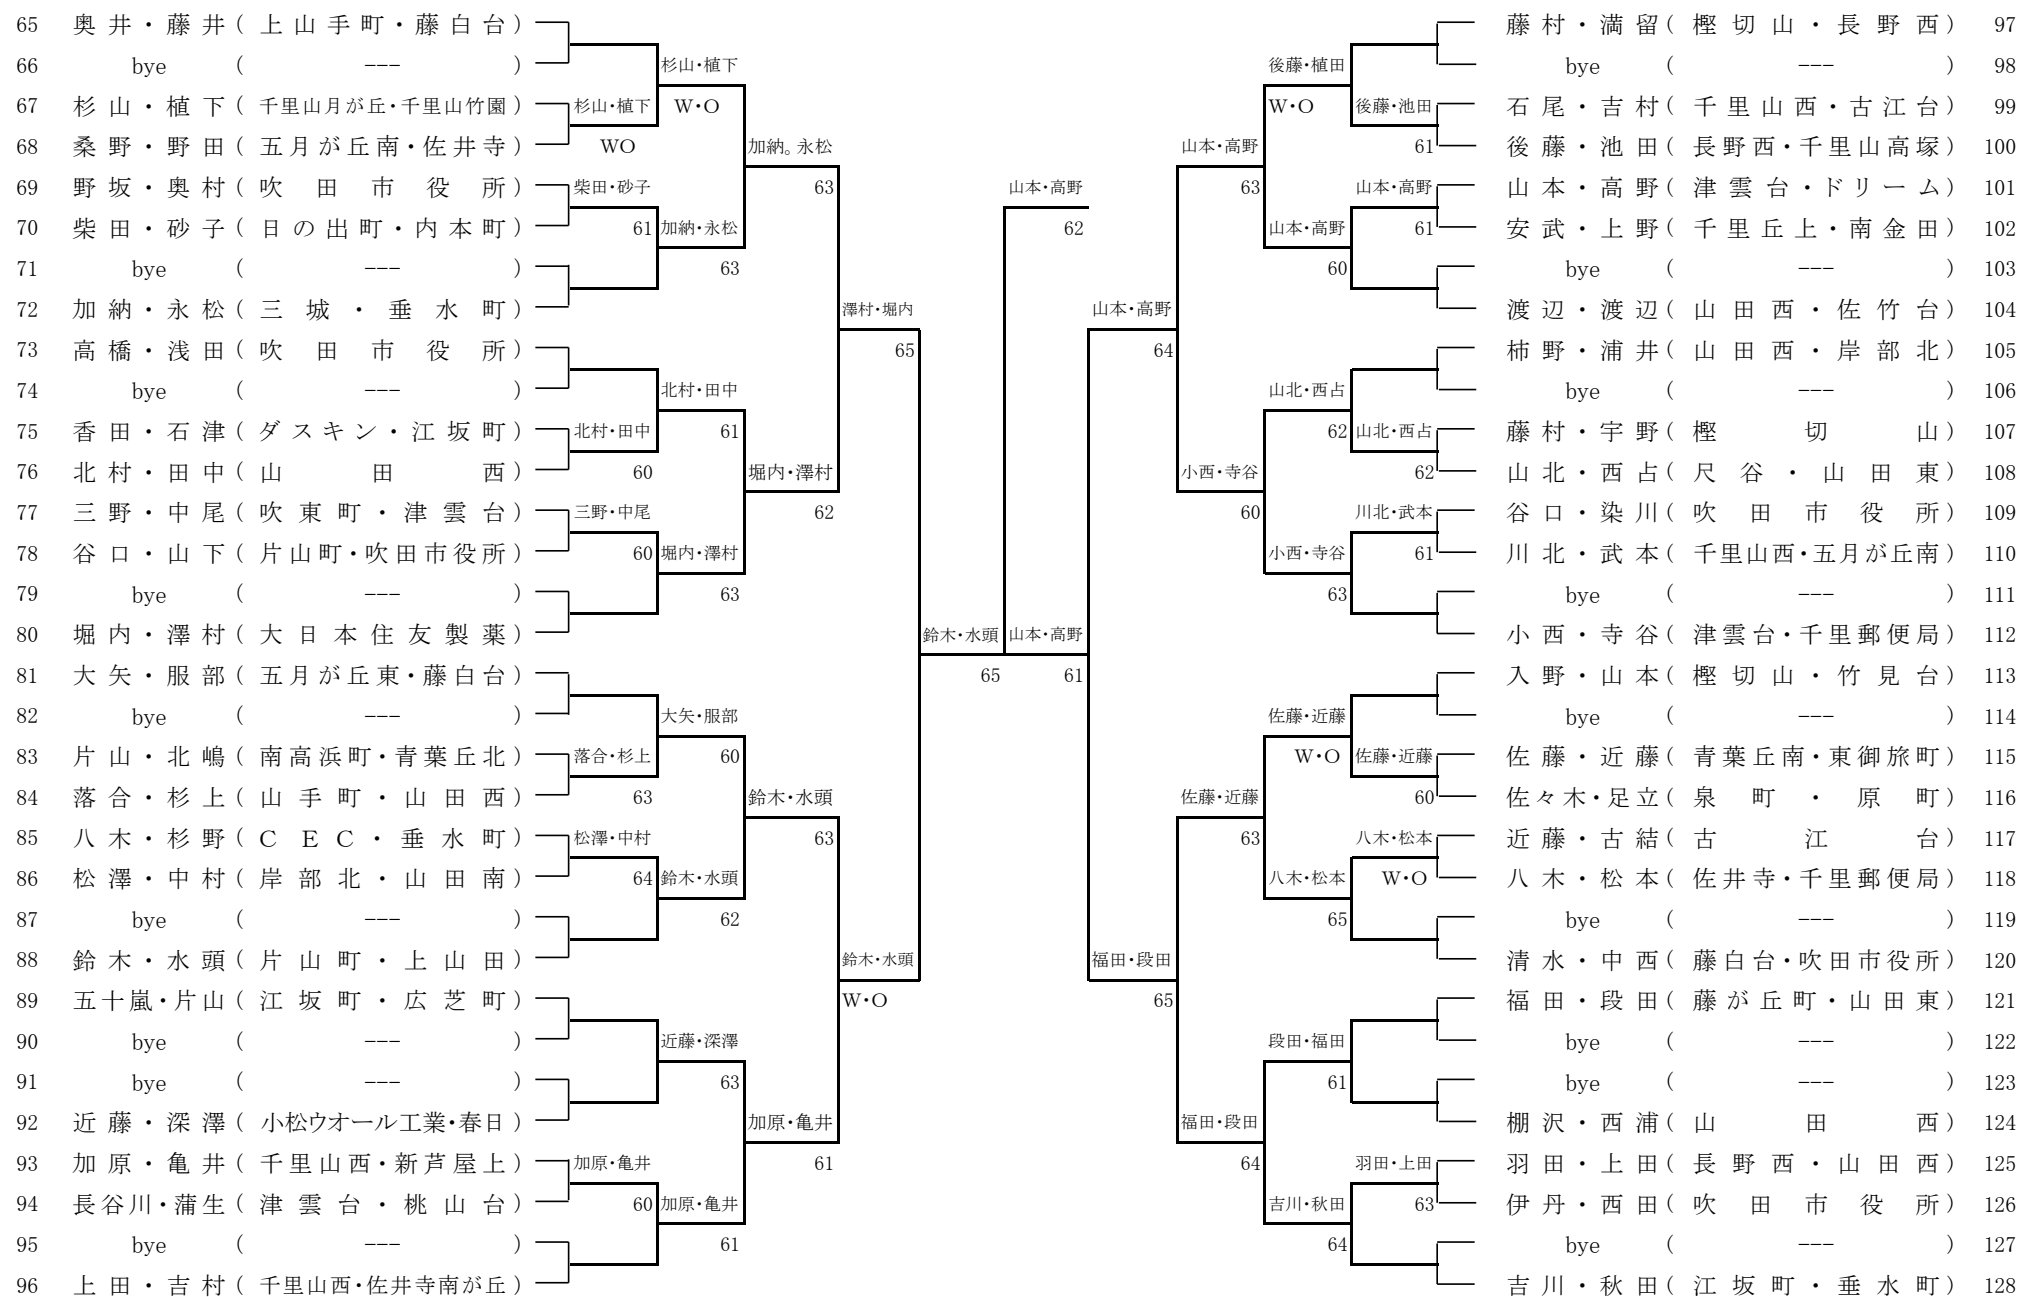 65 奥井・藤井( 上山手町・藤白台)
66 bye ( --- )
67 杉山・植下( 千里山月が丘・千里山竹園)
68 桑野・野田( 五月が丘南・佐井寺)
69 野坂・奥村( 吹田市役所)
70 柴田・砂子( 日の出町・内本町)
71 bye ( --- )
72 加納・永松( 三城・垂水町)
73 高橋・浅田( 吹田市役所)
74 bye ( --- )
75 香田・石津( ダスキン・江坂町)
76 北村・田中( 山田西)
77 三野・中尾( 吹東町・津雲台)
78 谷口・山下( 片山町・吹田市役所)
79 bye ( --- )
80 堀内・澤村( 大日本住友製薬)
81 大矢・服部( 五月が丘東・藤白台)
82 bye ( --- )
83 片山・北嶋( 南高浜町・青葉丘北)
84 落合・杉上( 山手町・山田西)
85 八木・杉野( CEC・垂水町)
86 松澤・中村( 岸部北・山田南)
87 bye ( --- )
88 鈴木・水頭( 片山町・上山田)
89 五十嵐・片山( 江坂町・広芝町)
90 bye ( --- )
91 bye ( --- )
92 近藤・深澤( 小松ウオール工業・春日)
93 加原・亀井( 千里山西・新芦屋上)
94 長谷川・蒲生( 津雲台・桃山台)
95 bye ( --- )
96 上田・吉村( 千里山西・佐井寺南が丘)
杉山・植下
WO
柴田・砂子
61
北村・田中
60
三野・中尾
60
落合・杉上
63
松澤・中村
64
加原・亀井
60
杉山・植下
W・O
加納・永松
63
北村・田中
61
堀内・澤村
63
大矢・服部
60
鈴木・水頭
62
近藤・深澤
63
加原・亀井
61
加納。永松
63
堀内・澤村
62
鈴木・水頭
63
加原・亀井
61
澤村・堀内
65
鈴木・水頭
W・O
鈴木・水頭
65
山本・高野
62
山本・高野
61
山本・高野
64
福田・段田
65
山本・高野
63
小西・寺谷
60
佐藤・近藤
63
福田・段田
64
後藤・植田
W・O
山本・高野
60
山北・西占
62
小西・寺谷
63
佐藤・近藤
W・O
八木・松本
65
段田・福田
61
吉川・秋田
64
後藤・池田
61
山本・高野
61
山北・西占
62
川北・武本
61
佐藤・近藤
60
八木・松本
W・O
羽田・上田
63
藤村・満留( 樫切山・長野西) 97
bye ( --- ) 98
石尾・吉村( 千里山西・古江台) 99
後藤・池田( 長野西・千里山高塚) 100
山本・高野( 津雲台・ドリーム) 101
安武・上野( 千里丘上・南金田) 102
bye ( --- ) 103
渡辺・渡辺( 山田西・佐竹台) 104
柿野・浦井( 山田西・岸部北) 105
bye ( --- ) 106
藤村・宇野( 樫切山) 107
山北・西占( 尺谷・山田東) 108
谷口・染川( 吹田市役所) 109
川北・武本( 千里山西・五月が丘南) 110
bye ( --- ) 111
小西・寺谷( 津雲台・千里郵便局) 112
入野・山本( 樫切山・竹見台) 113
bye ( --- ) 114
佐藤・近藤( 青葉丘南・東御旅町) 115
佐々木・足立( 泉町・原町) 116
近藤・古結( 古江台) 117
八木・松本( 佐井寺・千里郵便局) 118
bye ( --- ) 119
清水・中西( 藤白台・吹田市役所) 120
福田・段田( 藤が丘町・山田東) 121
bye ( --- ) 122
bye ( --- ) 123
棚沢・西浦( 山田西) 124
羽田・上田( 長野西・山田西) 125
伊丹・西田( 吹田市役所) 126
bye ( --- ) 127
吉川・秋田( 江坂町・垂水町) 128